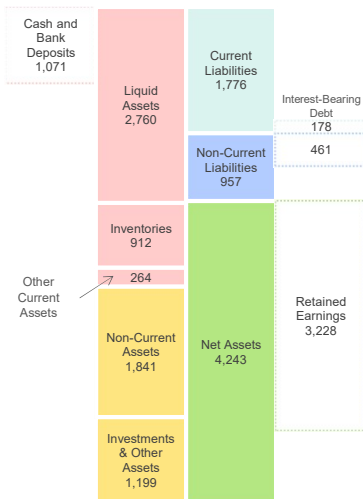 Cash and
Bank
Deposits
1,071
Liquid
Assets
2,760
Inventories
912
264
Other
Current
Assets
Non-Current
Assets
1,841
Investments
& Other
Assets
1,199
Current
Liabilities
1,776
Non-Current
Liabilities
957
Net Assets
4,243
Interest-Bearing
Debt
178
461
Retained
Earnings
3,228